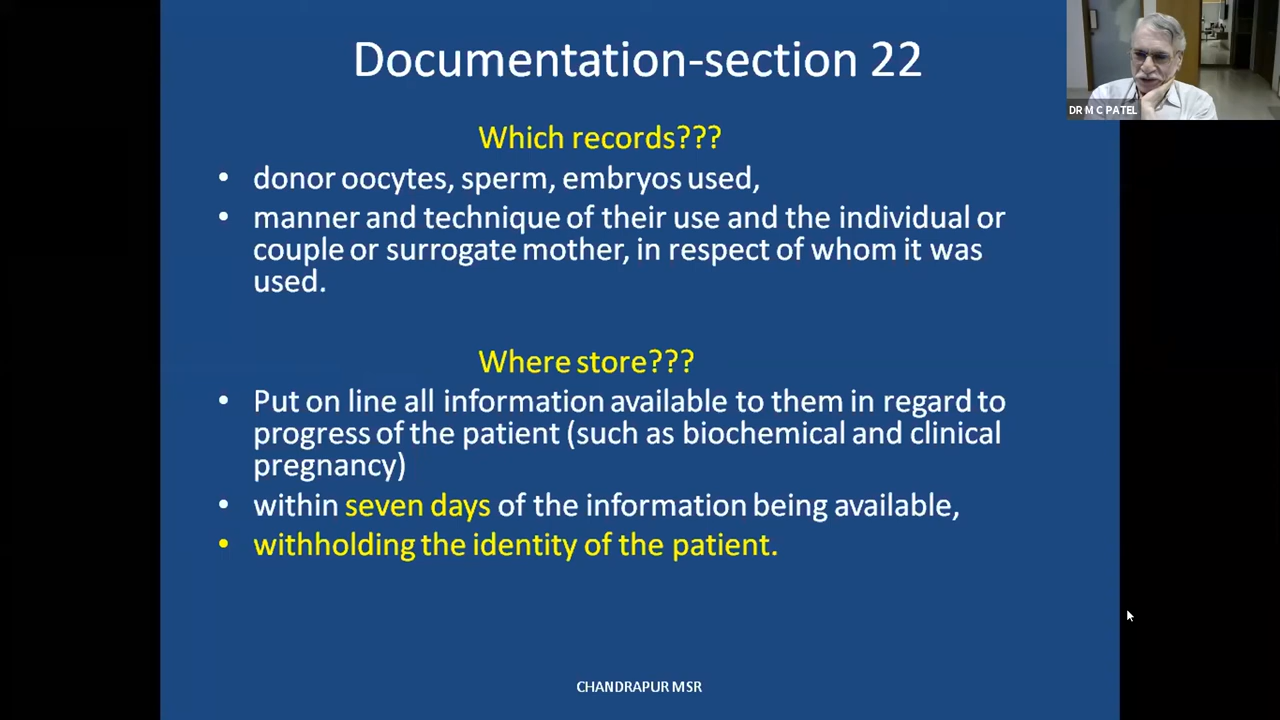 Documentation-section 22
DR M C PATEL
Which records???
• donor oocytes, sperm, embryos used,
• manner and technique of their use and the individual or
couple or surrogate mother, in respect of whom it was
used.
Where store???
• Put on line all information available to them in regard to
progress of the patient (such as biochemical and clinical
pregnancy)
• within seven days of the information being available,
• withholding the identity of the patient.
CHANDRAPUR MSR